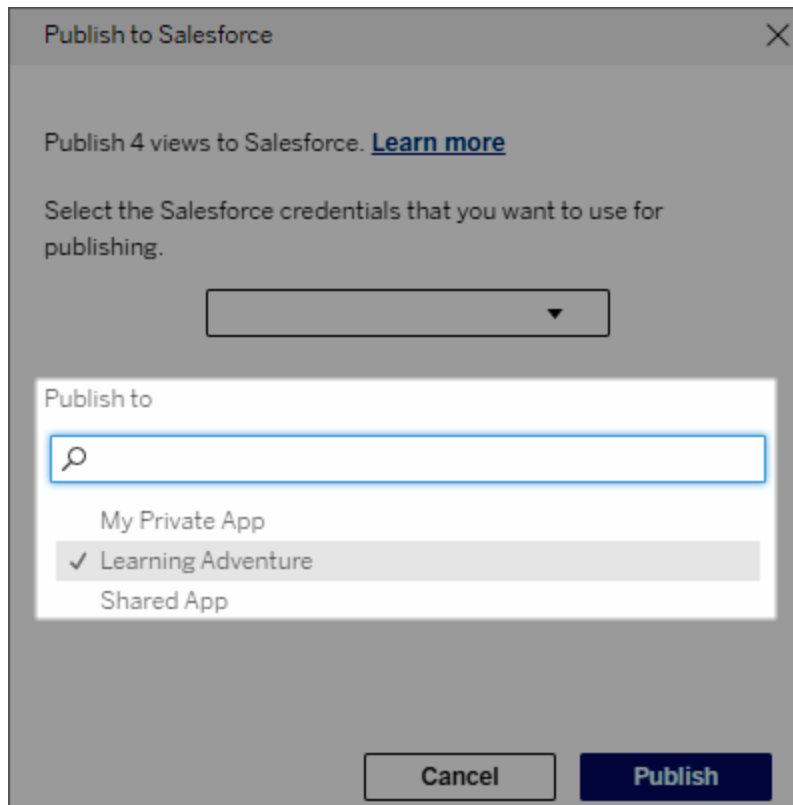 Publish to Salesforce
Publish 4 views to Salesforce. Learn more
Select the Salesforce credentials that you want to use for
publishing.
Publish to
My Private App
Learning Adventure
Shared App
Cancel Publish